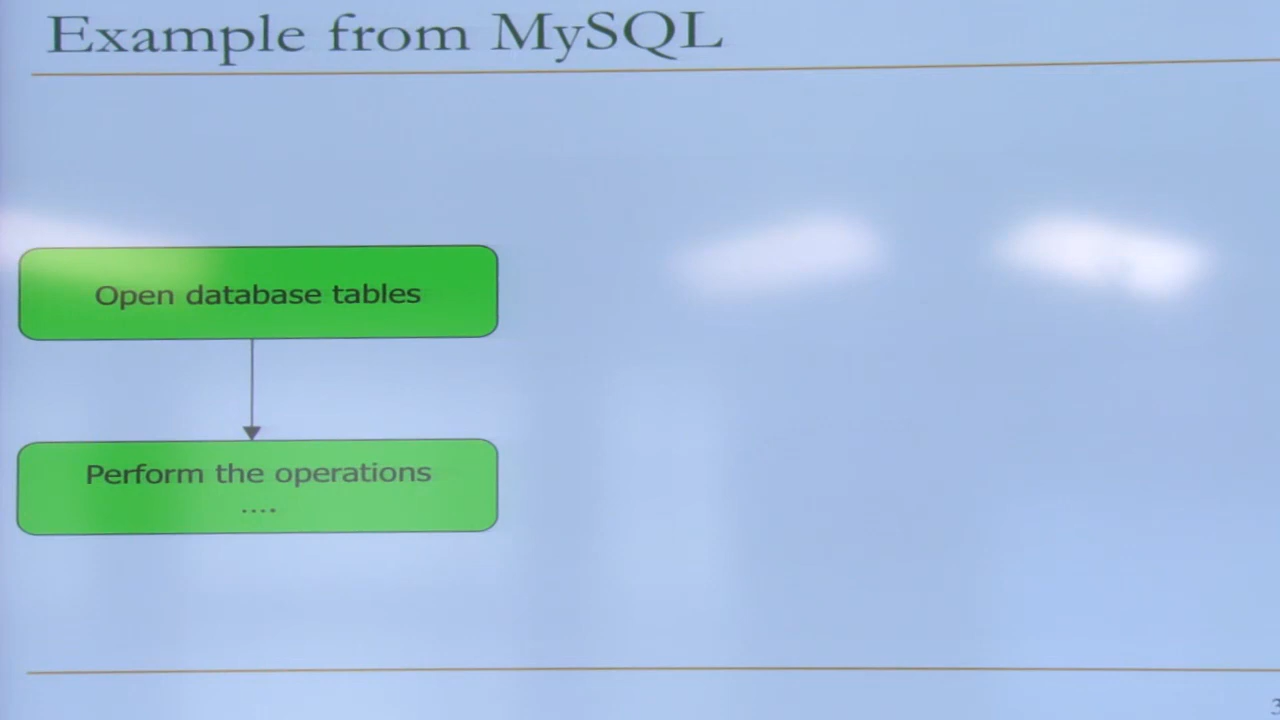 Example from MySQL
Open database tables
Perform the operations
....